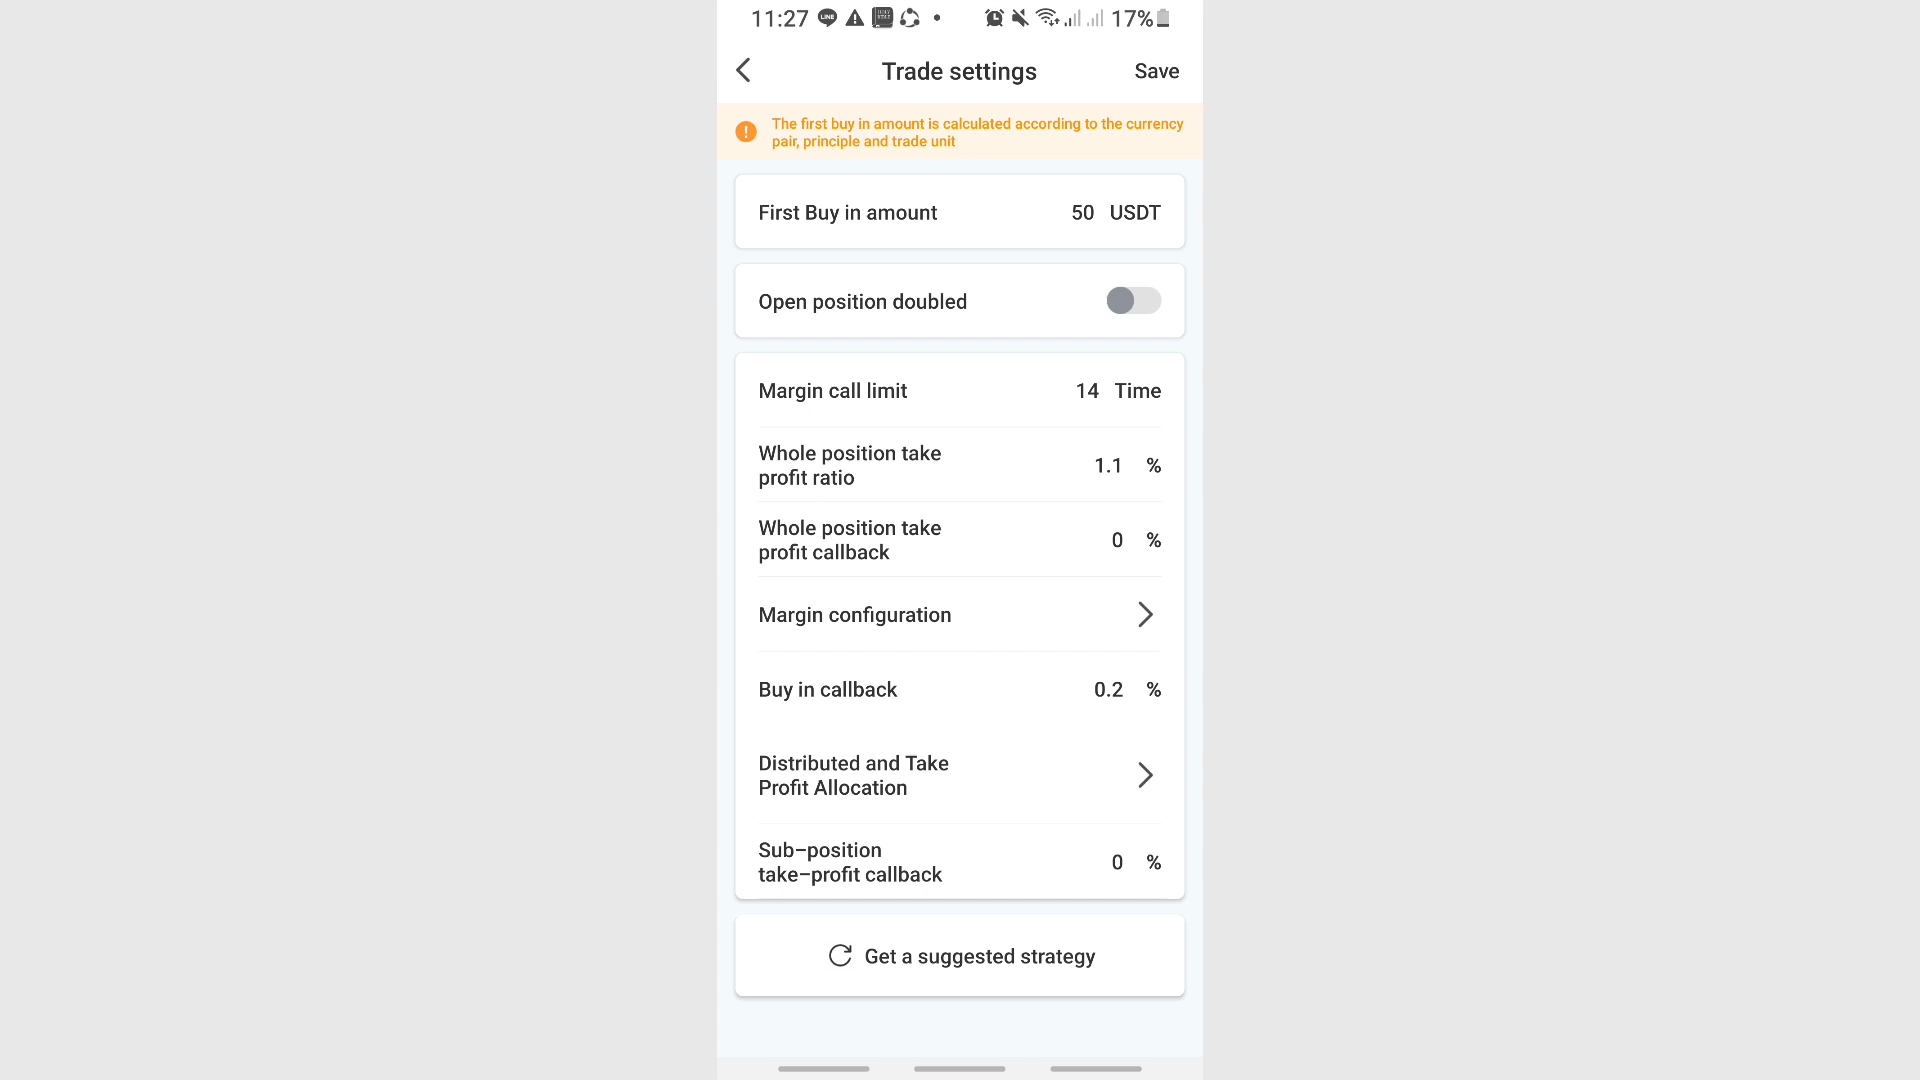 11:27 LINE HOLY BIBLE 17%
Trade settings Save
The first buy in amount is calculated according to the currency
pair, principle and trade unit
First Buy in amount 50 USDT
Open position doubled
Margin call limit 14 Time
Whole position take
profit ratio 1.1 %
Whole position take
profit callback 0 %
Margin configuration
Buy in callback 0.2 %
Distributed and Take
Profit Allocation
Sub-position
take-profit callback 0 %
Get a suggested strategy